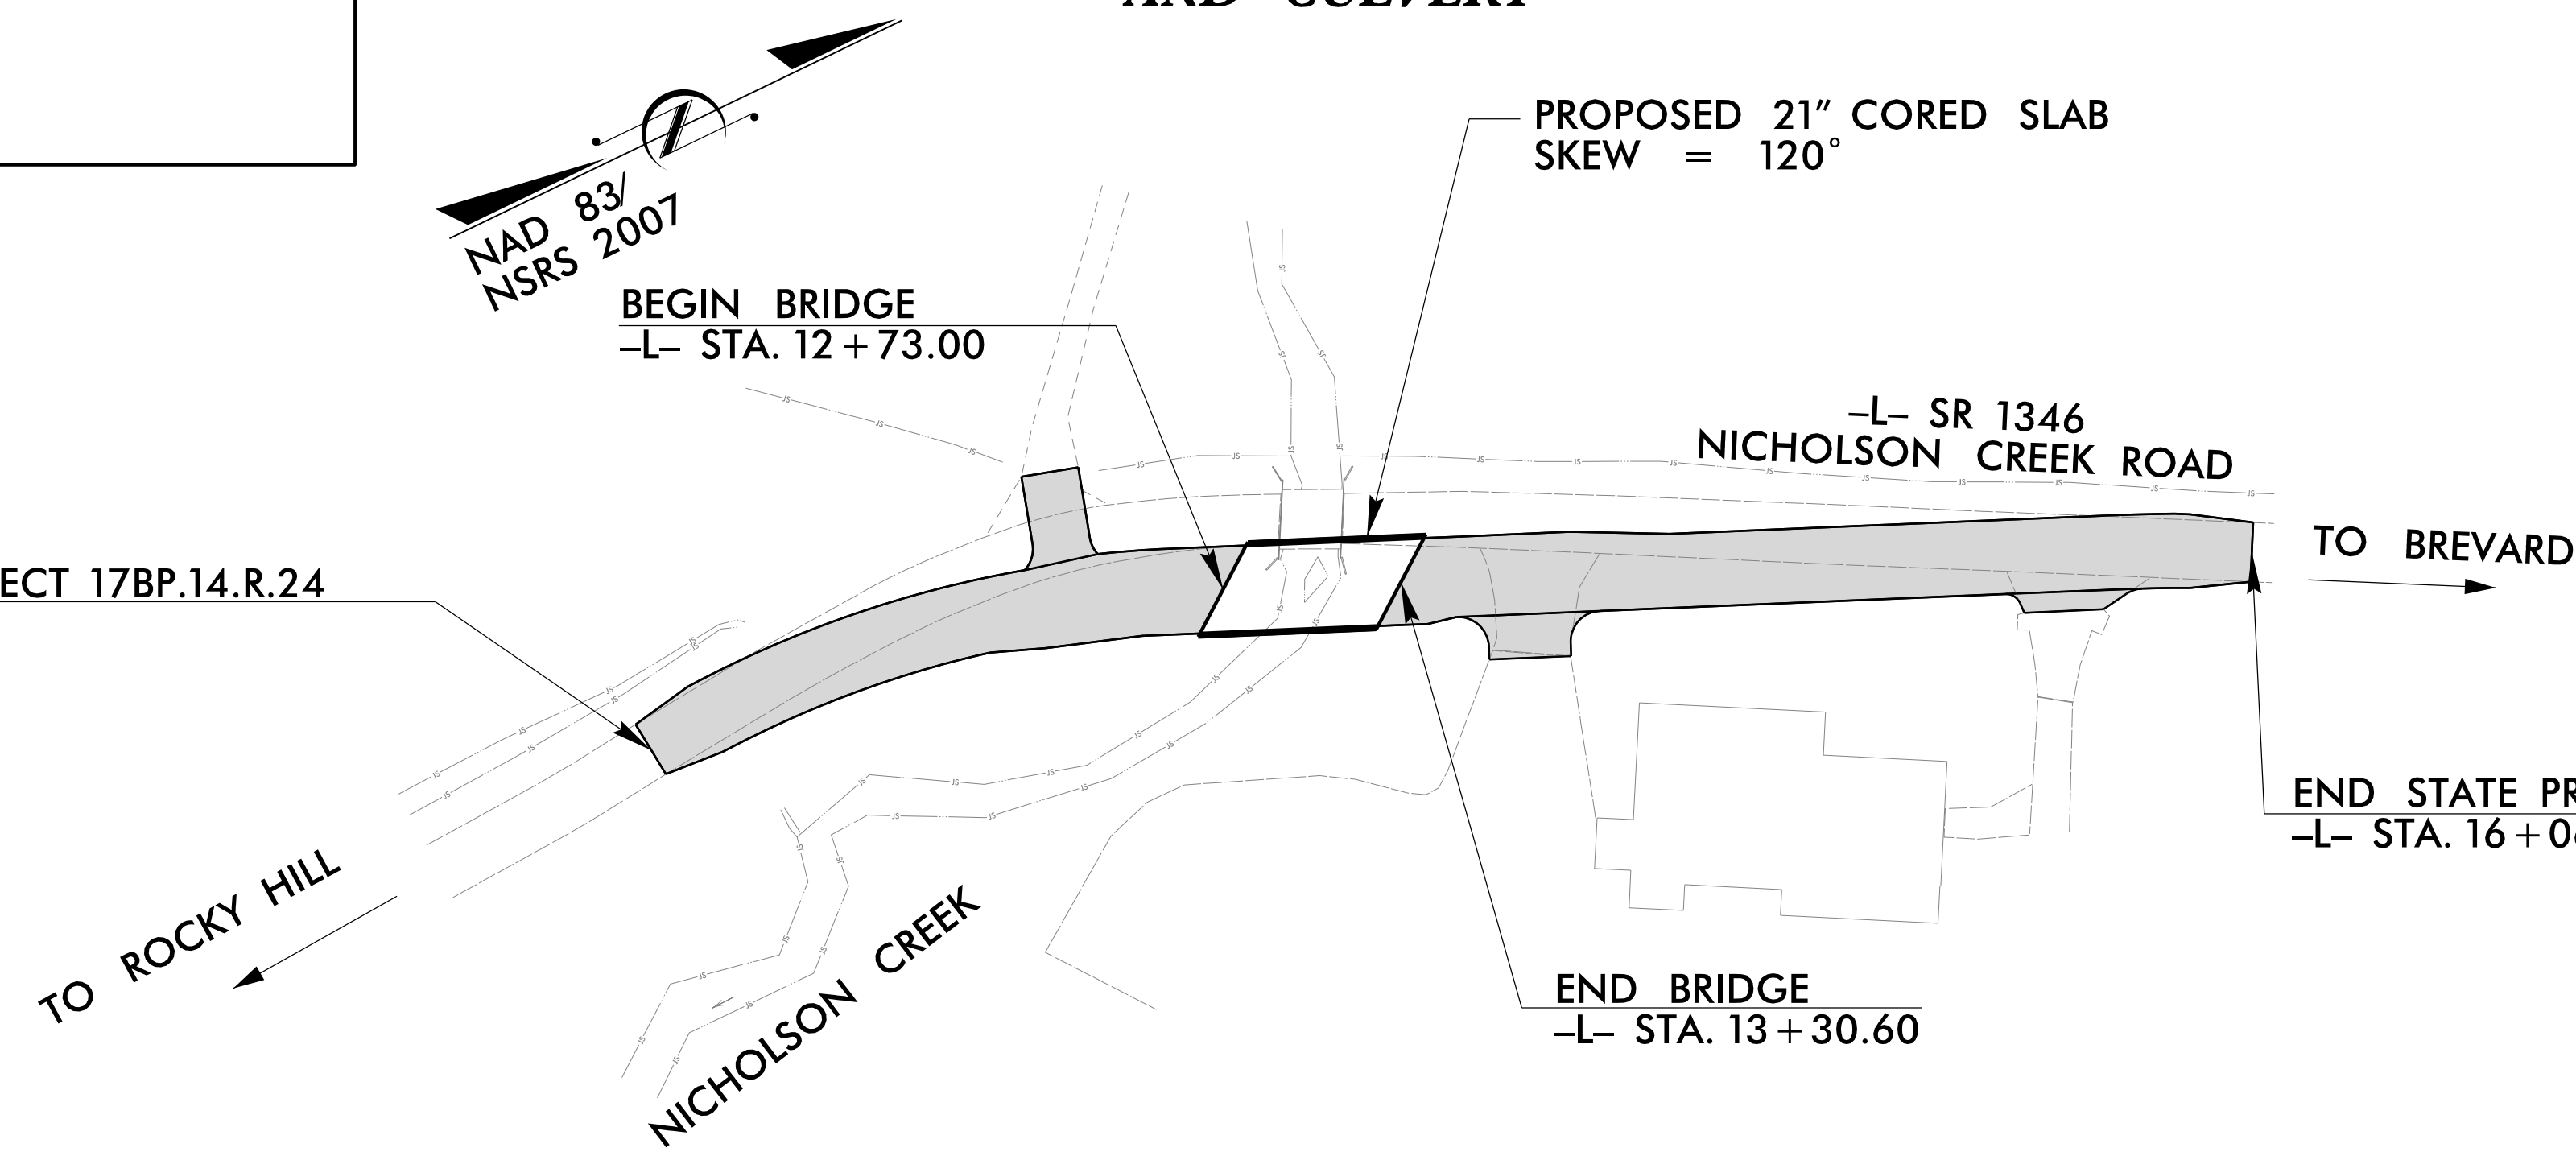 AND CULVERT
NAD 83/
NSRS 2007
PROPOSED 21" CORED SLAB
SKEW = 120°
BEGIN BRIDGE
–L– STA. 12+73.00
–L– SR 1346
NICHOLSON CREEK ROAD
TO BREVARD
ECT 17BP.14.R.24
END STATE PR
–L– STA. 16+0
TO ROCKY HILL
NICHOLSON CREEK
END BRIDGE
–L– STA. 13+30.60